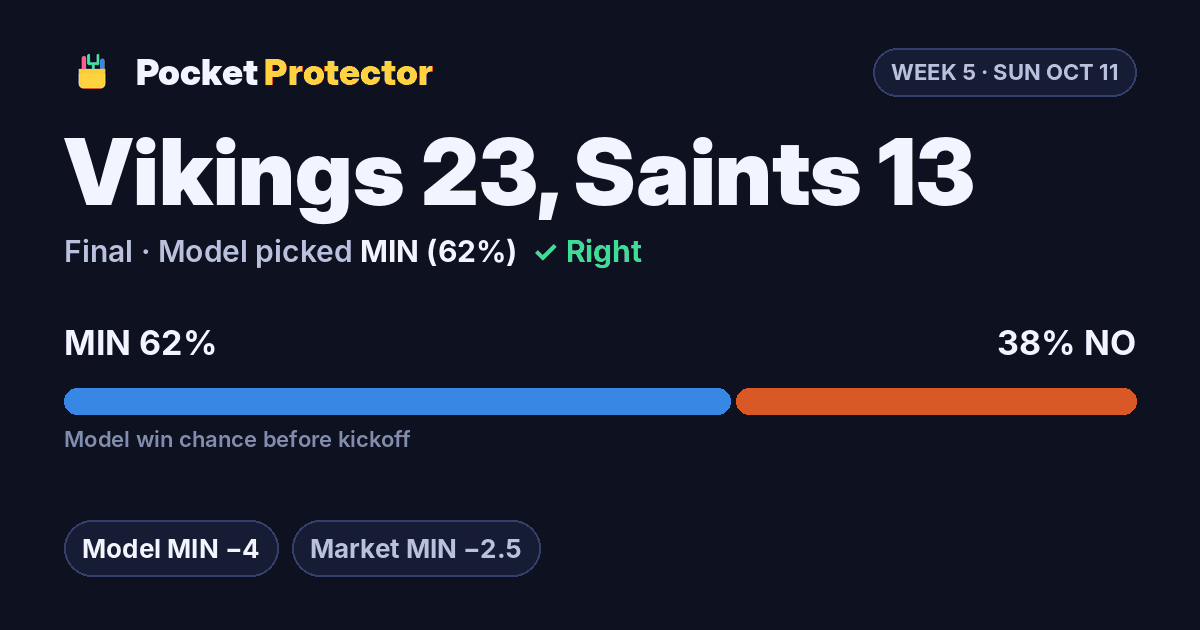 Pocket Protector
WEEK 5 · SUN OCT 11
Vikings 23, Saints 13
Final · Model picked MIN (62%) ✓ Right
MIN 62%
38% NO
Model win chance before kickoff
Model MIN −4
Market MIN −2.5